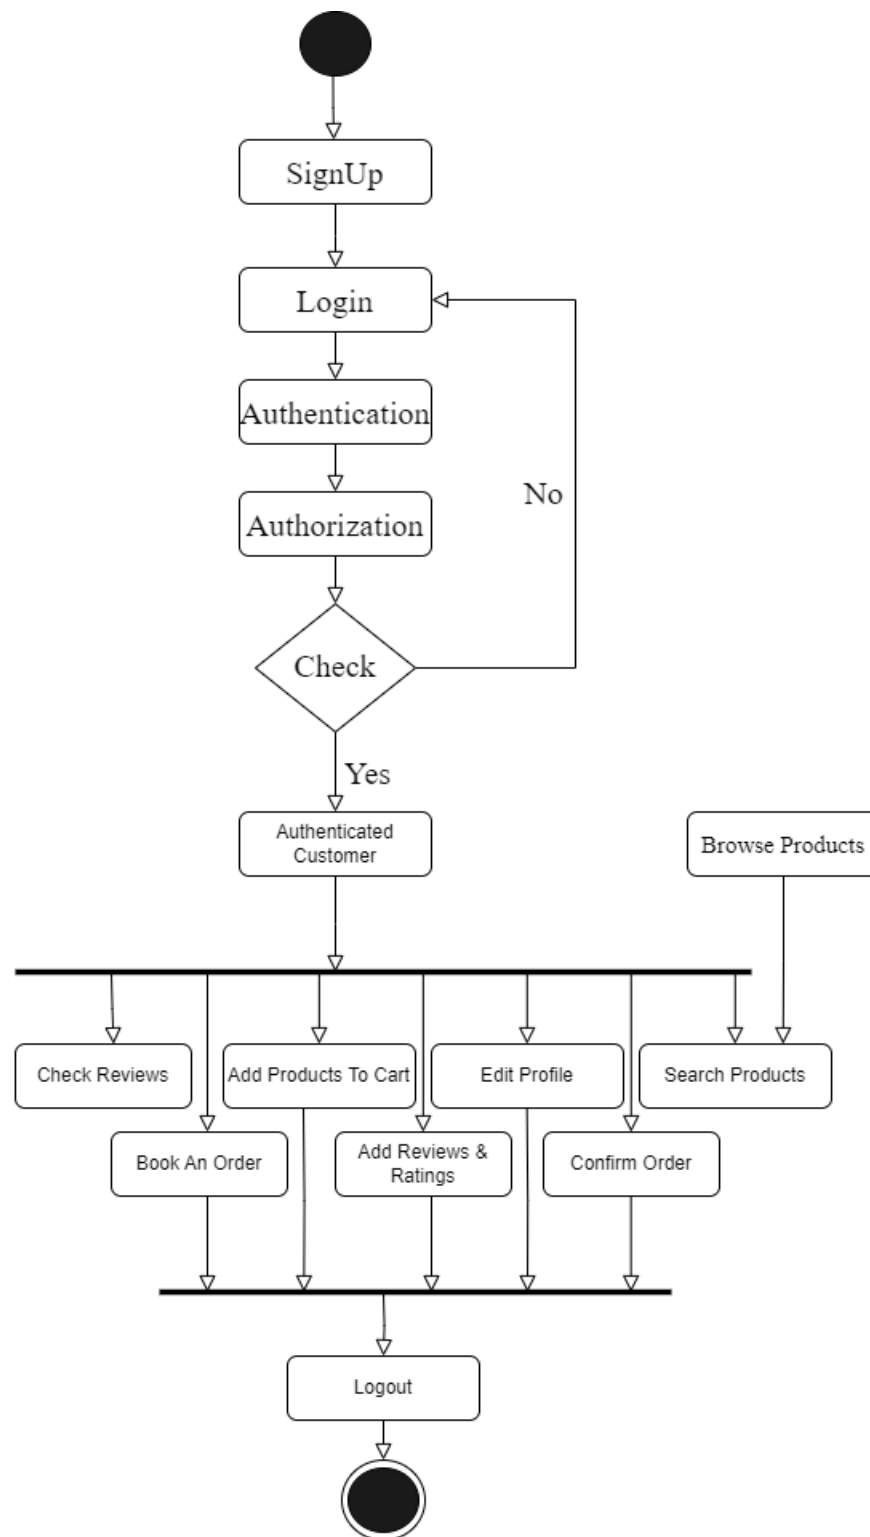 SignUp
Login
Authentication
No
Authorization
Check
Yes
Authenticated
Customer
Browse Products
Check Reviews
Add Products To Cart
Edit Profile
Search Products
Book An Order
Add Reviews &
Ratings
Confirm Order
Logout